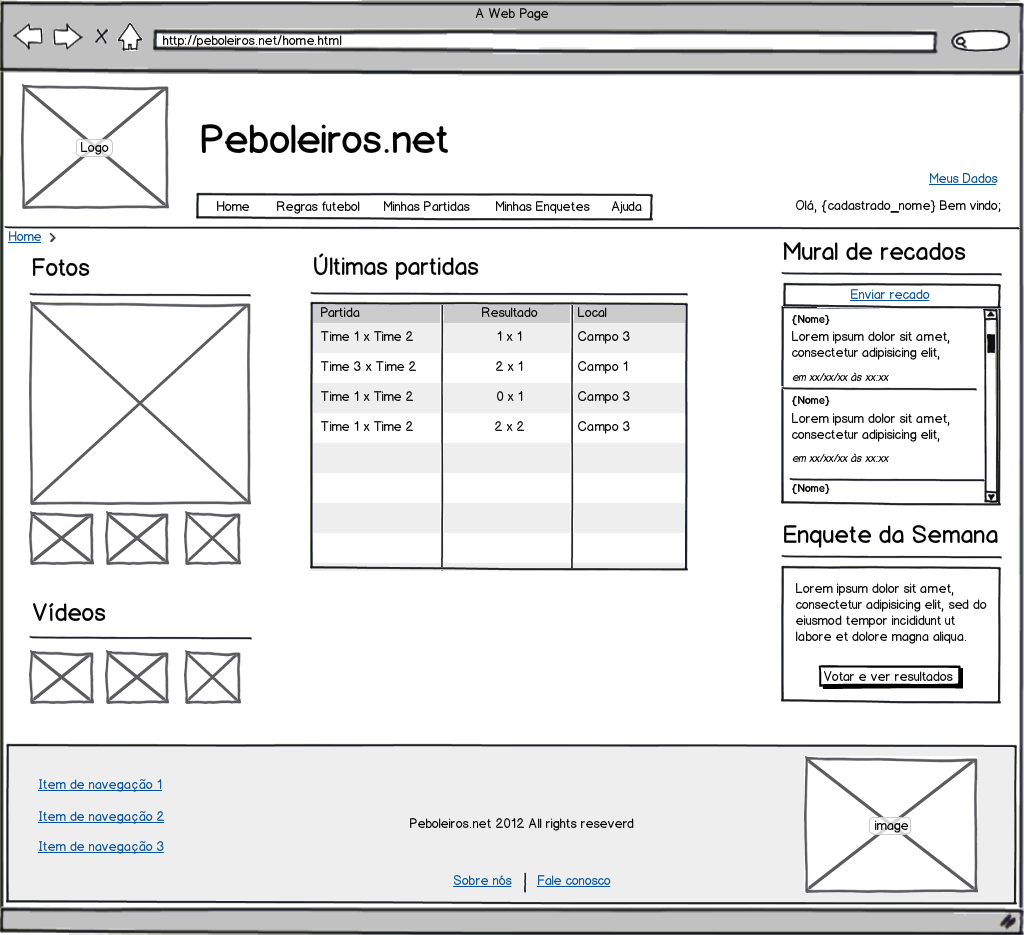 A Web Page
http://peboleiros.net/home.html
Logo
Peboleiros.net
Meus Dados
Home Regras futebol Minhas Partidas Minhas Enquetes Ajuda
Olá, {cadastrado_nome} Bem vindo;
Home
Fotos
Últimas partidas
Partida Resultado Local
Time 1 x Time 2 1 x 1 Campo 3
Time 3 x Time 2 2 x 1 Campo 1
Time 1 x Time 2 0 x 1 Campo 3
Time 1 x Time 2 2 x 2 Campo 3
Mural de recados
Enviar recado
{Nome}
Lorem ipsum dolor sit amet,
consectetur adipisicing elit,
em xx/xx/xx às xx:xx
{Nome}
Lorem ipsum dolor sit amet,
consectetur adipisicing elit,
em xx/xx/xx às xx:xx
{Nome}
Enquete da Semana
Lorem ipsum dolor sit amet,
consectetur adipisicing elit, sed do
eiusmod tempor incididunt ut
labore et dolore magna aliqua.
Votar e ver resultados
Vídeos
Item de navegação 1
Item de navegação 2
Item de navegação 3
Peboleiros.net 2012 All rights reseverd
Sobre nós | Fale conosco
image